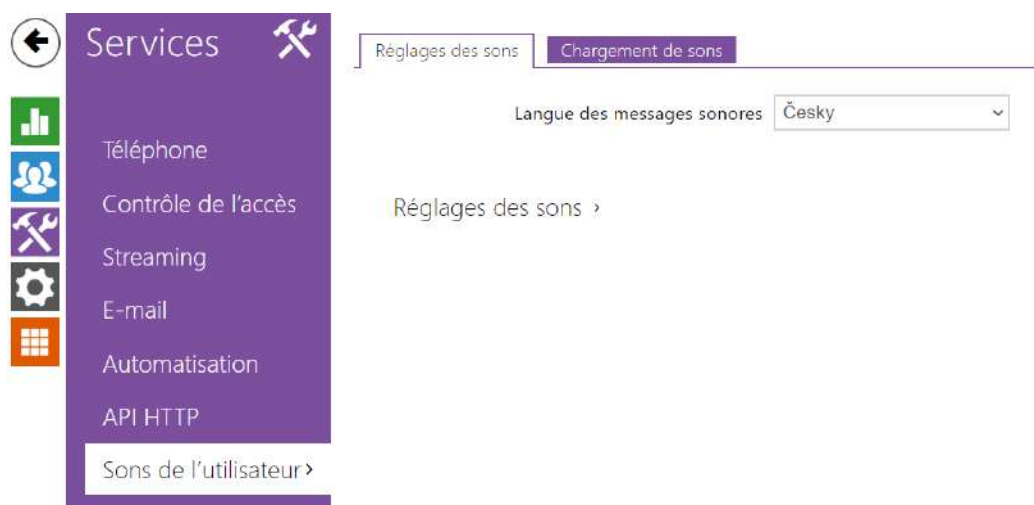 Services
Réglages des sons
Chargement de sons
Langue des messages sonores
Česky
Téléphone
Contrôle de l'accès
Réglages des sons ›
Streaming
E-mail
Automatisation
API HTTP
Sons de l'utilisateur ›